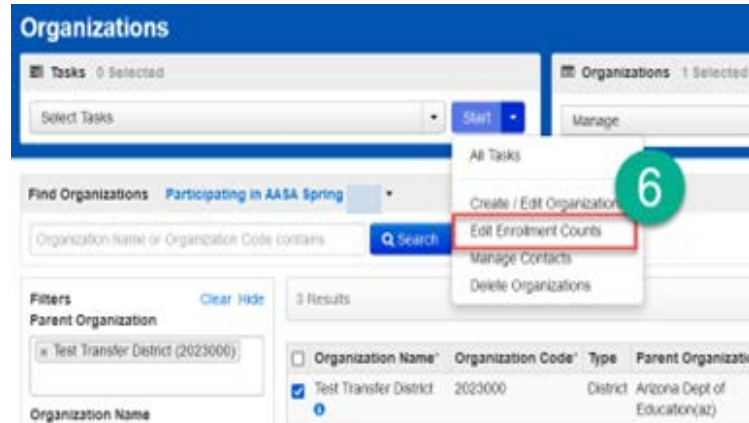 Organizations
Tasks 0 Selected
Organizations 1 Selected
Select Tasks
Start
Manage
All Tasks
Create / Edit Organization
6
Edit Enrollment Counts
Manage Contacts
Delete Organizations
Find Organizations Participating in AASA Spring
Organization Name or Organization Code contains
Search
Filters Clear Hide
3 Results
Parent Organization
× Test Transfer District (2023000)
Organization Name Organization Code Type Parent Organizatio
Test Transfer District 2023000 District Arizona Dept of
Education(az)
Organization Name